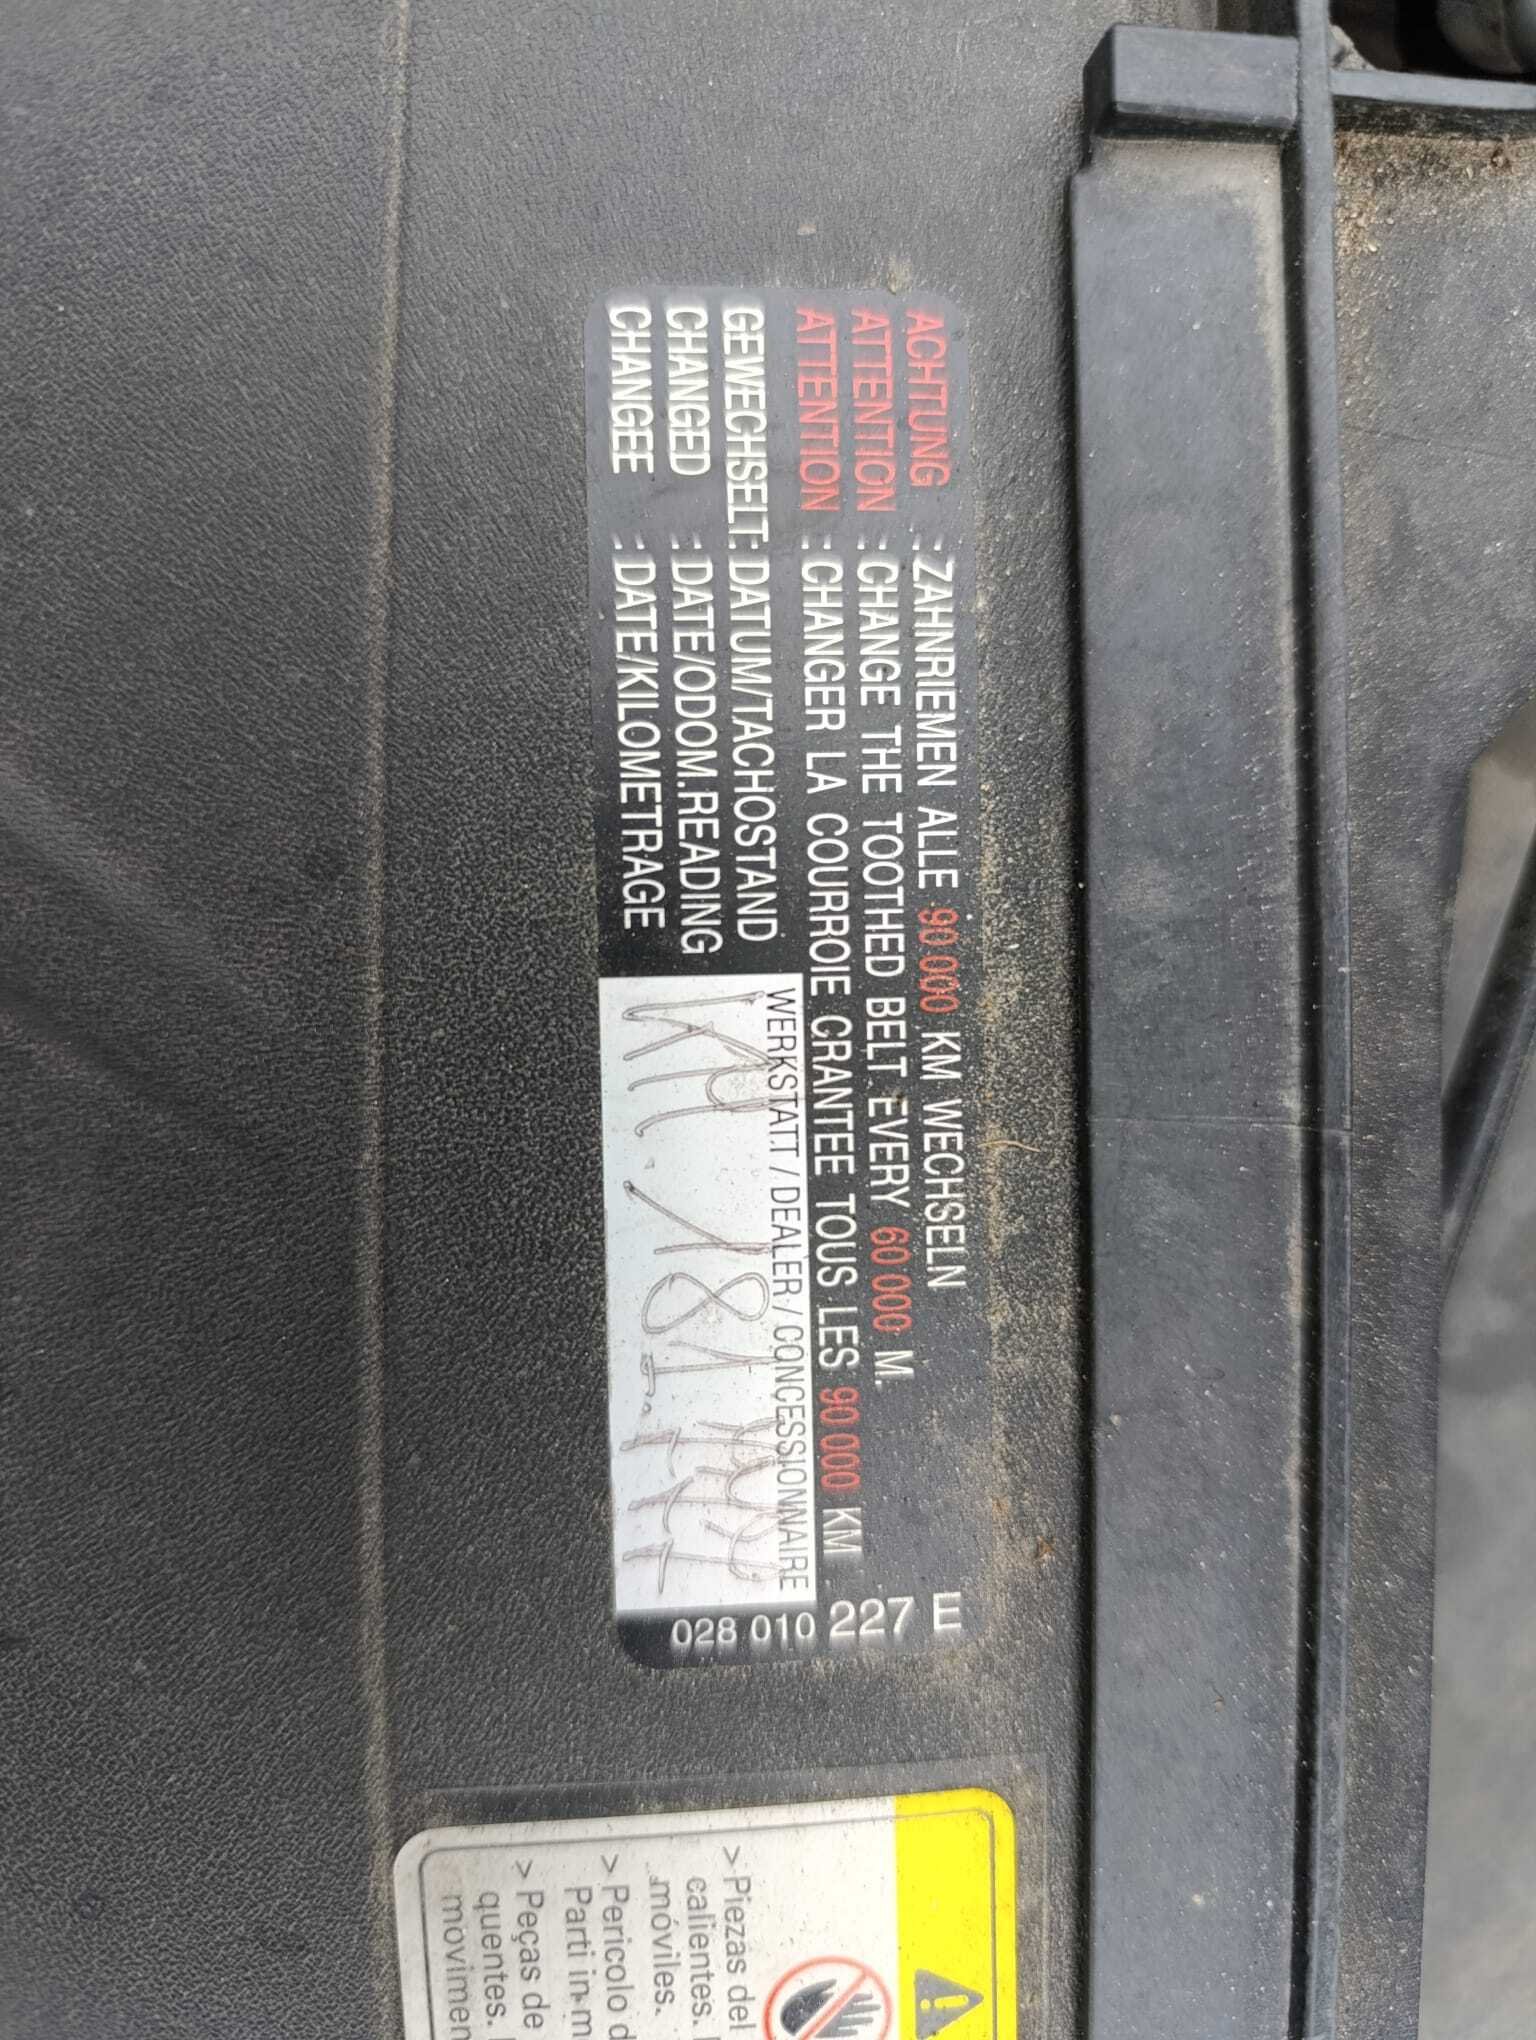 ACHTUNG : ZAHNRIEMEN ALLE 90 000 KM WECHSELN
ATTENTION : CHANGE THE TOOTHED BELT EVERY 60 000 M.
ATTENTION : CHANGER LA COURROIE CRANTEE TOUS LES 90 000 KM
GEWECHSELT: DATUM/TACHOSTAND
CHANGED : DATE/ODOM.READING
CHANGEE : DATE/KILOMETRAGE
WERKSTATT / DEALER / CONCESSIONNAIRE
KM. 181.
028 010 227 E
> Piezas del
calientes.
móviles.
> Pericolo d
Parti in m
> Peças de
quentes.
movimen